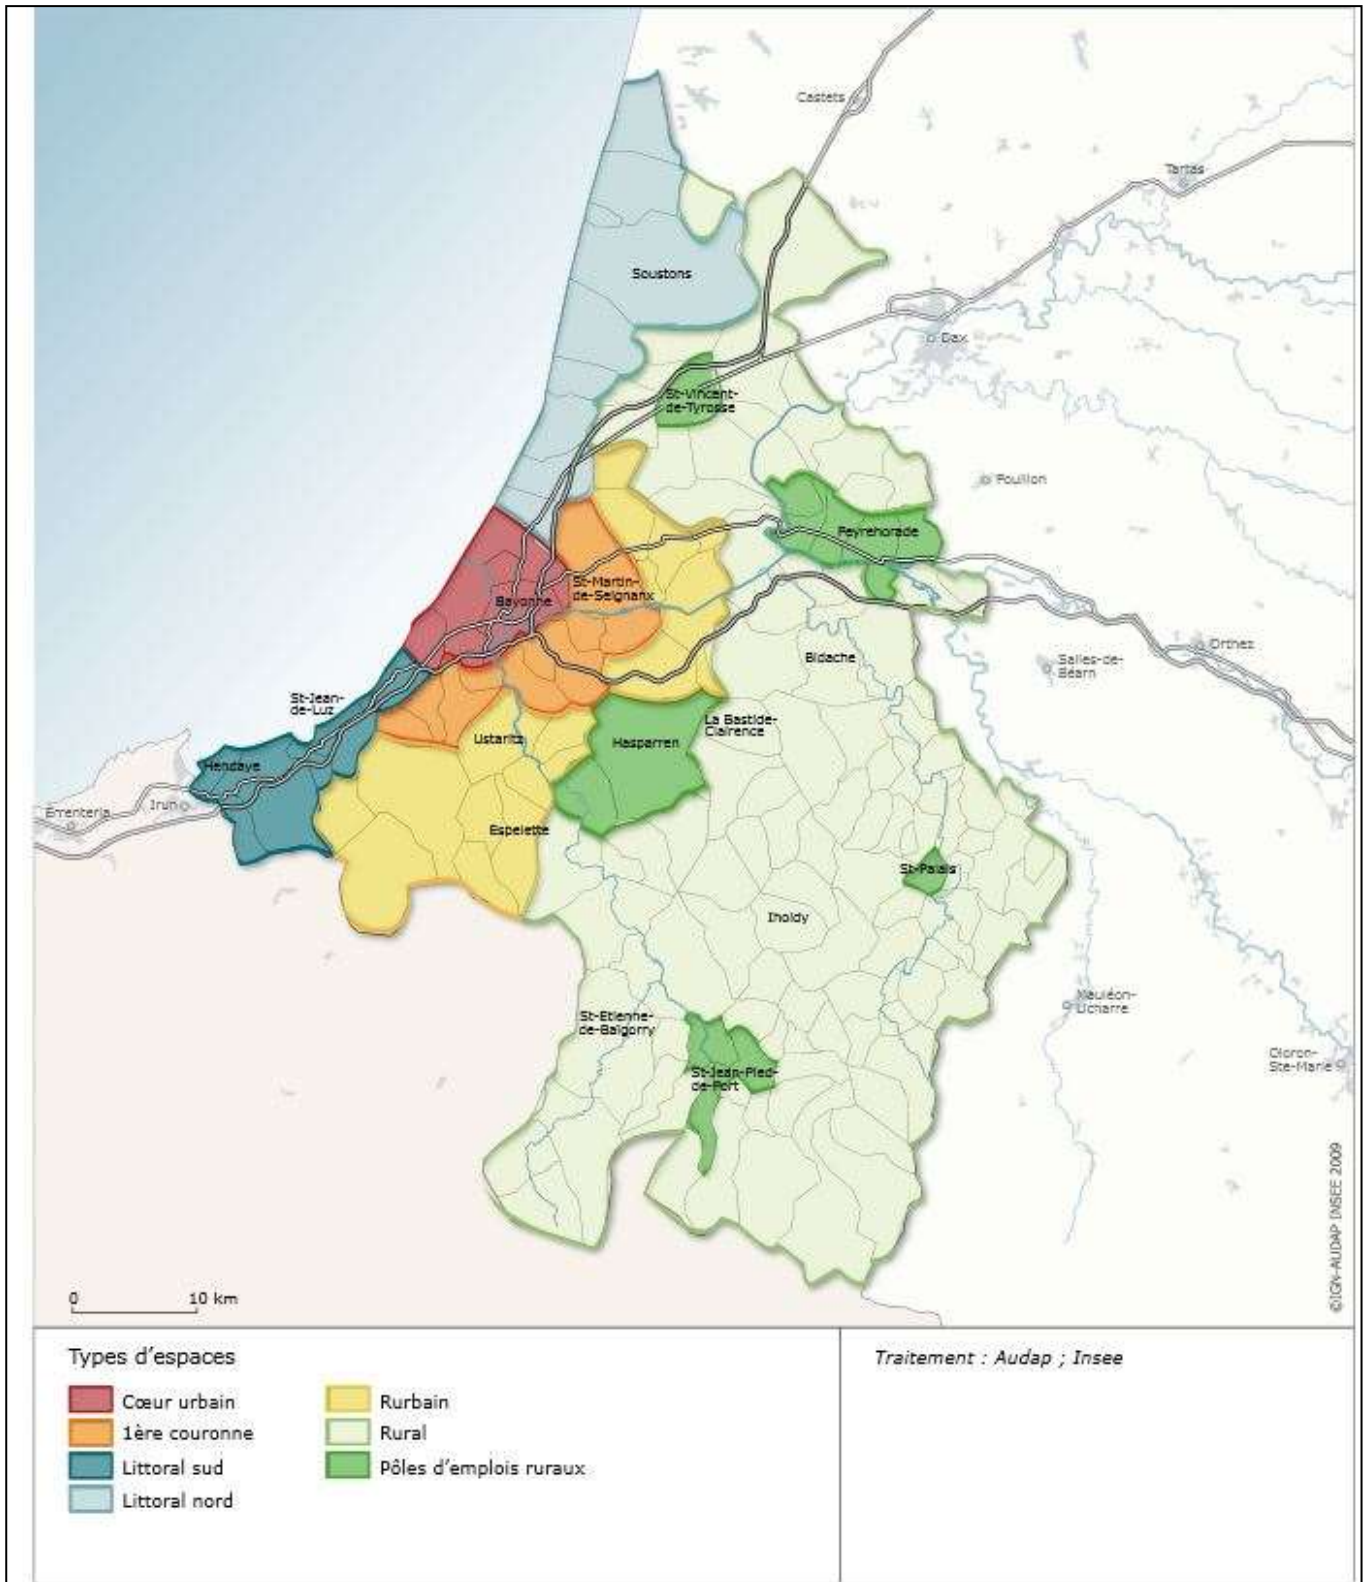 Castets
Tartas
Soustons
Dax
St-Vincent-
de-Tyrosse
Pouillon
Peyrehorade
St-Martin-
de-Seignanx
Bayonne
Bidache
Orthez
Salles-de-
Béarn
St-Jean-
de-Luz
La Bastide-
Clairence
Ustaritz
Hasparren
Hendaye
Irun
Errenteria
Espelette
St-Palais
Iholdy
Mauléon-
Licharre
St-Etienne-
de-Baïgorry
Oloron-
Ste-Marie
St-Jean-Pied-
de-Port
©IGN-AUDAP INSEE 2009
0 10 km
Types d'espaces
Traitement : Audap ; Insee
Cœur urbain
Rurbain
1ère couronne
Rural
Littoral sud
Pôles d'emplois ruraux
Littoral nord